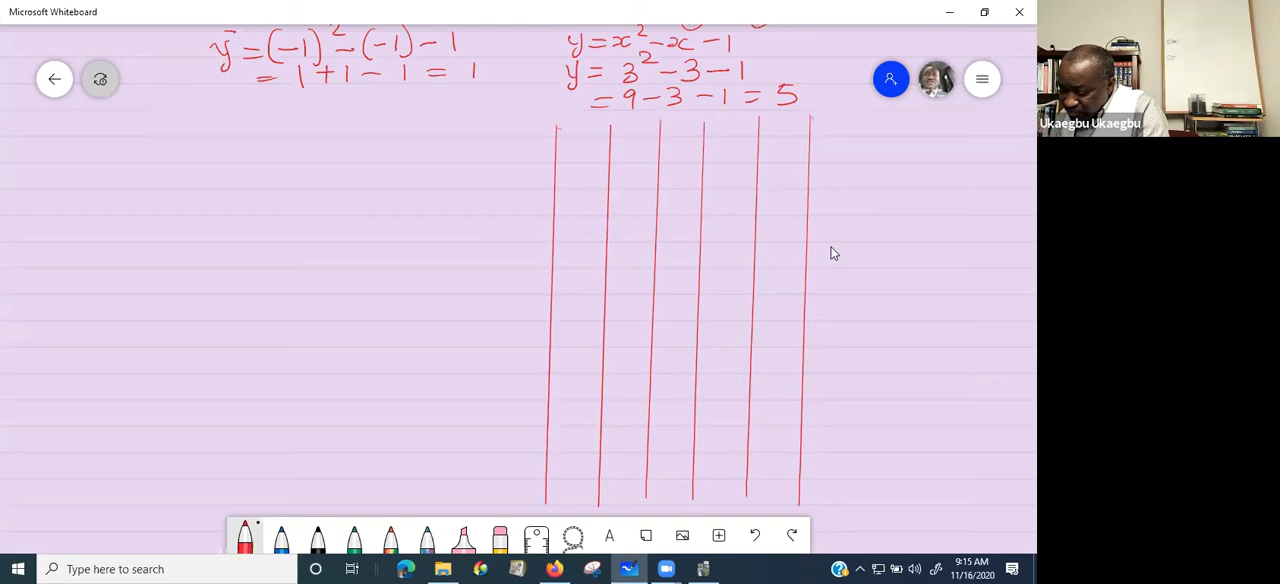 Microsoft Whiteboard
y = (-1)² - (-1) - 1
= 1 + 1 - 1 = 1
y = x² - x - 1
y = 3² - 3 - 1
= 9 - 3 - 1 = 5
Ukaegbu Ukaegbu
A
Type here to search
9:15 AM
11/16/2020